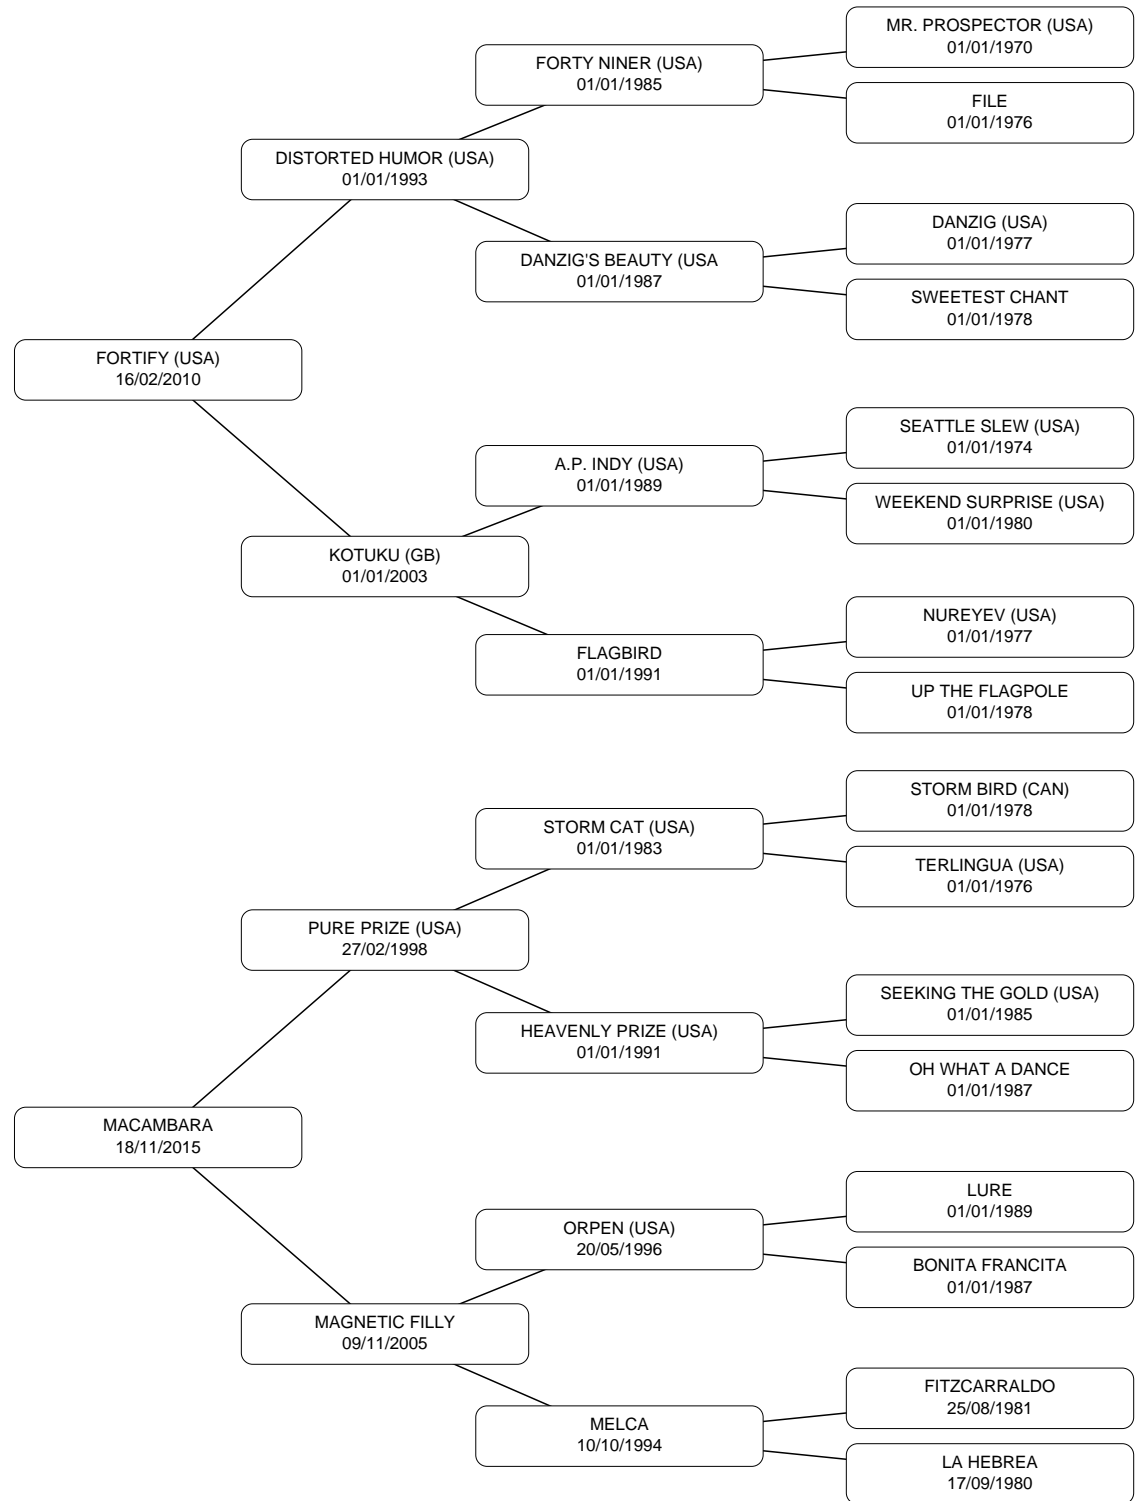 MR. PROSPECTOR (USA)
01/01/1970
FORTY NINER (USA)
01/01/1985
FILE
01/01/1976
DISTORTED HUMOR (USA)
01/01/1993
DANZIG (USA)
01/01/1977
DANZIG'S BEAUTY (USA
01/01/1987
SWEETEST CHANT
01/01/1978
FORTIFY (USA)
16/02/2010
SEATTLE SLEW (USA)
01/01/1974
A.P. INDY (USA)
01/01/1989
WEEKEND SURPRISE (USA)
01/01/1980
KOTUKU (GB)
01/01/2003
NUREYEV (USA)
01/01/1977
FLAGBIRD
01/01/1991
UP THE FLAGPOLE
01/01/1978
STORM BIRD (CAN)
01/01/1978
STORM CAT (USA)
01/01/1983
TERLINGUA (USA)
01/01/1976
PURE PRIZE (USA)
27/02/1998
SEEKING THE GOLD (USA)
01/01/1985
HEAVENLY PRIZE (USA)
01/01/1991
OH WHAT A DANCE
01/01/1987
MACAMBARA
18/11/2015
LURE
01/01/1989
ORPEN (USA)
20/05/1996
BONITA FRANCITA
01/01/1987
MAGNETIC FILLY
09/11/2005
FITZCARRALDO
25/08/1981
MELCA
10/10/1994
LA HEBREA
17/09/1980